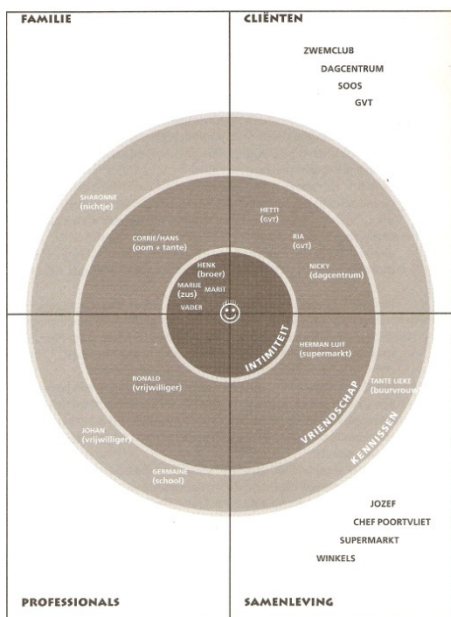 FAMILIE
CLIËNTEN
ZWEMCLUB
DAGCENTRUM
SOOS
GVT
SHARONNE
(nichtje)
HETTI
(GVT)
CORRIE/HANS
(oom + tante)
RIA
(GVT)
HENK
(broer)
NICKY
(dagcentrum)
MARIJE
(zus)
MARIT
VADER
INTIMITEIT
HERMAN LUIT
(supermarkt)
RONALD
(vrijwilliger)
TANTE LIEKE
(buurvrouw)
VRIENDSCHAP
JOHAN
(vrijwilliger)
KENNISSEN
GERMAINE
(school)
JOZEF
CHEF POORTVLIET
SUPERMARKT
WINKELS
PROFESSIONALS
SAMENLEVING